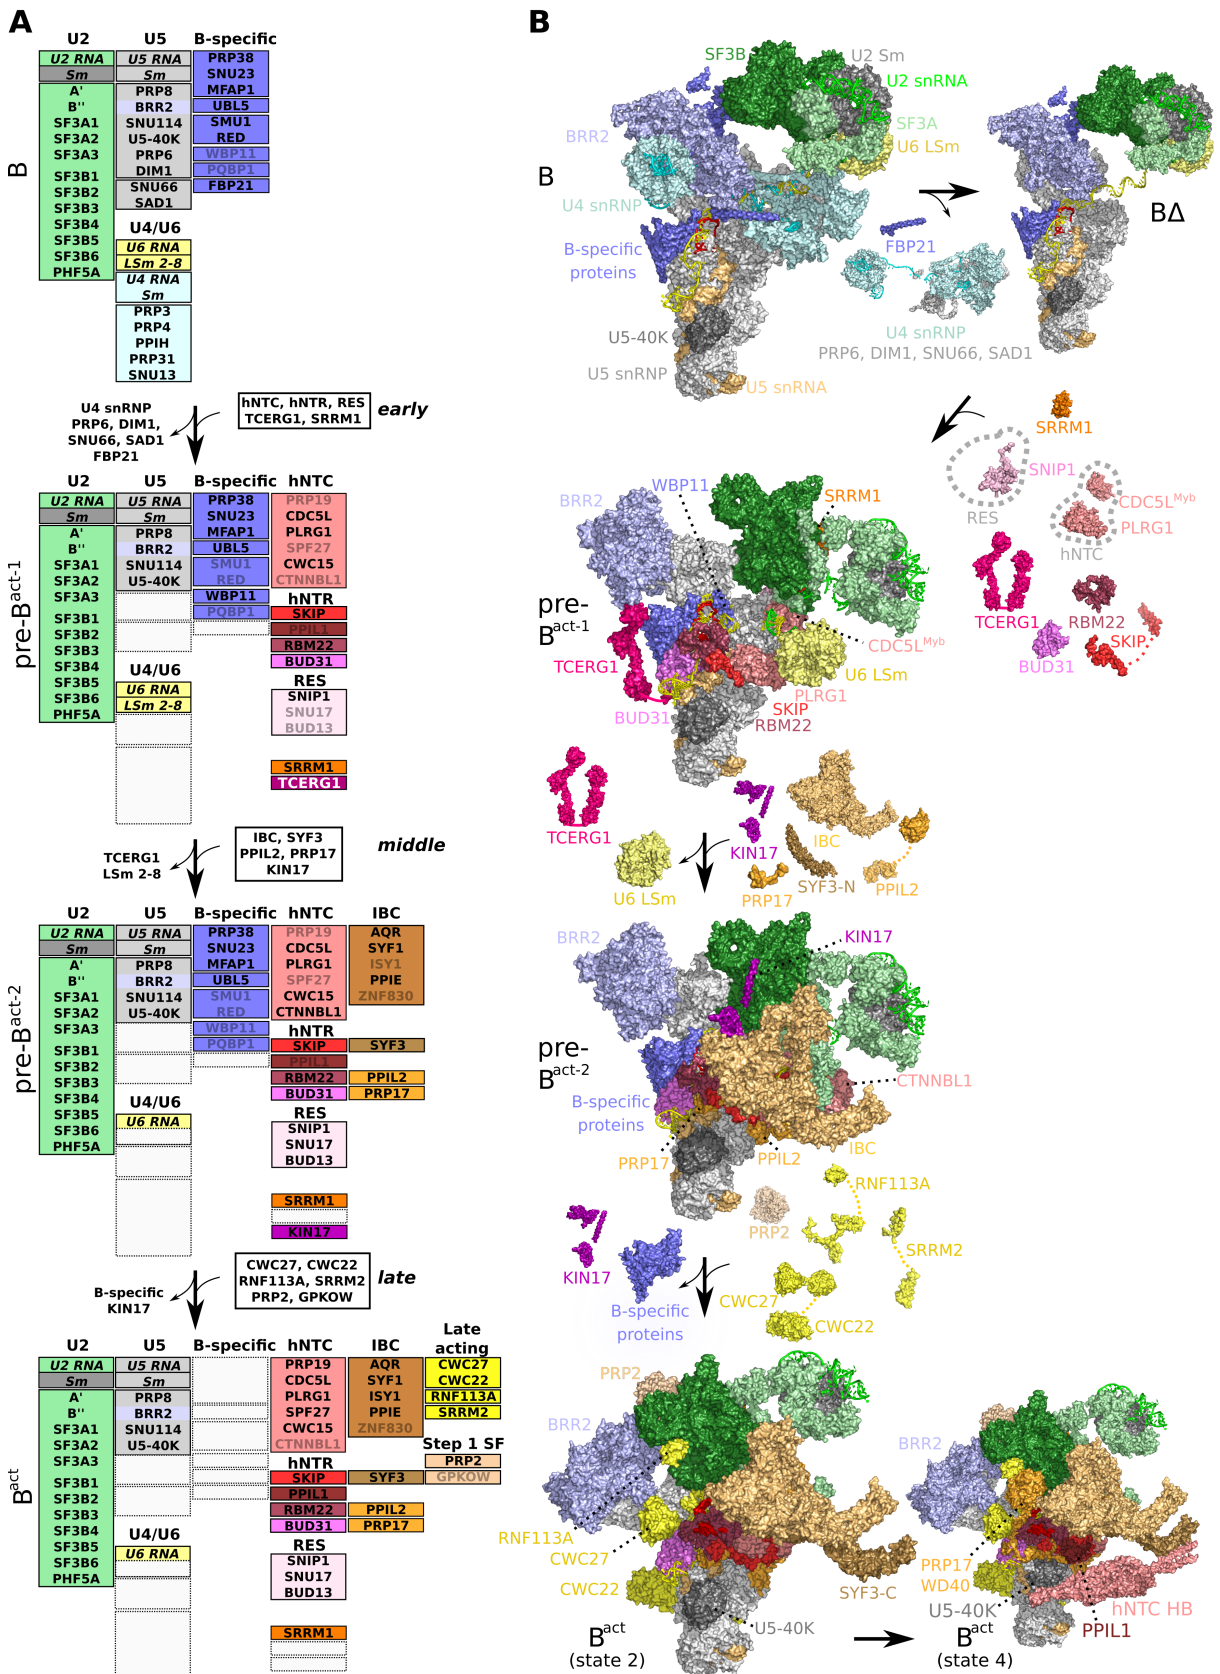 A
U2 U5 B-specific
U2 RNA
Sm
A'
B''
SF3A1
SF3A2
SF3A3
SF3B1
SF3B2
SF3B3
SF3B4
SF3B5
SF3B6
PHF5A
U5 RNA
Sm
PRP8
BRR2
SNU114
U5-40K
PRP6
DIM1
SNU66
SAD1
PRP38
SNU23
MFAP1
UBL5
SMU1
RED
WBP11
PQBP1
FBP21
U4/U6
U6 RNA
LSm 2-8
U4 RNA
Sm
PRP3
PRP4
PPIH
PRP31
SNU13
B
U4 snRNP
PRP6, DIM1,
SNU66, SAD1
FBP21
hNTC, hNTR, RES
TCERG1, SRRM1
early
U2 U5 B-specific hNTC
U2 RNA
Sm
A'
B''
SF3A1
SF3A2
SF3A3
SF3B1
SF3B2
SF3B3
SF3B4
SF3B5
SF3B6
PHF5A
U5 RNA
Sm
PRP8
BRR2
SNU114
U5-40K
U4/U6
U6 RNA
LSm 2-8
PRP38
SNU23
MFAP1
UBL5
SMU1
RED
WBP11
PQBP1
PRP19
CDC5L
PLRG1
SPF27
CWC15
CTNNBL1
hNTR
SKIP
PPIL1
RBM22
BUD31
RES
SNIP1
SNU17
BUD13
SRRM1
TCERG1
pre-Bact-1
TCERG1
LSm 2-8
IBC, SYF3
PPIL2, PRP17
KIN17
middle
U2 U5 B-specific hNTC IBC
U2 RNA
Sm
A'
B''
SF3A1
SF3A2
SF3A3
SF3B1
SF3B2
SF3B3
SF3B4
SF3B5
SF3B6
PHF5A
U5 RNA
Sm
PRP8
BRR2
SNU114
U5-40K
U4/U6
U6 RNA
PRP38
SNU23
MFAP1
UBL5
SMU1
RED
WBP11
PQBP1
PRP19
CDC5L
PLRG1
SPF27
CWC15
CTNNBL1
hNTR
SKIP
PPIL1
RBM22
BUD31
RES
SNIP1
SNU17
BUD13
SRRM1
KIN17
AQR
SYF1
ISY1
PPIE
ZNF830
SYF3
PPIL2
PRP17
pre-Bact-2
B-specific
KIN17
CWC27, CWC22
RNF113A, SRRM2
PRP2, GPKOW
late
U2 U5 B-specific hNTC IBC Late
acting
U2 RNA
Sm
A'
B''
SF3A1
SF3A2
SF3A3
SF3B1
SF3B2
SF3B3
SF3B4
SF3B5
SF3B6
PHF5A
U5 RNA
Sm
PRP8
BRR2
SNU114
U5-40K
U4/U6
U6 RNA
PRP19
CDC5L
PLRG1
SPF27
CWC15
CTNNBL1
hNTR
SKIP
PPIL1
RBM22
BUD31
RES
SNIP1
SNU17
BUD13
SRRM1
AQR
SYF1
ISY1
PPIE
ZNF830
SYF3
PPIL2
PRP17
CWC27
CWC22
RNF113A
SRRM2
Step 1 SF
PRP2
GPKOW
Bact
B
SF3B
U2 Sm
U2 snRNA
BRR2
SF3A
U6 LSm
B
U4 snRNP
B-specific
proteins
FBP21
BΔ
U5-40K
U4 snRNP
PRP6, DIM1, SNU66, SAD1
U5 snRNP
U5 snRNA
SRRM1
SNIP1
RES
CDC5LMyb
PLRG1
hNTC
TCERG1
RBM22
SKIP
BUD31
WBP11
BRR2
SRRM1
pre-
Bact-1
TCERG1
CDC5LMyb
U6 LSm
PLRG1
BUD31
SKIP
RBM22
TCERG1
KIN17
IBC
U6 LSm
SYF3-N
PPIL2
PRP17
BRR2
KIN17
pre-
Bact-2
CTNNBL1
B-specific
proteins
PRP17
PPIL2
IBC
RNF113A
PRP2
SRRM2
KIN17
B-specific
proteins
CWC27
CWC22
PRP2
BRR2
BRR2
RNF113A
CWC27
CWC22
SYF3-C
U5-40K
Bact
(state 2)
PRP17
WD40
U5-40K
hNTC HB
PPIL1
Bact
(state 4)